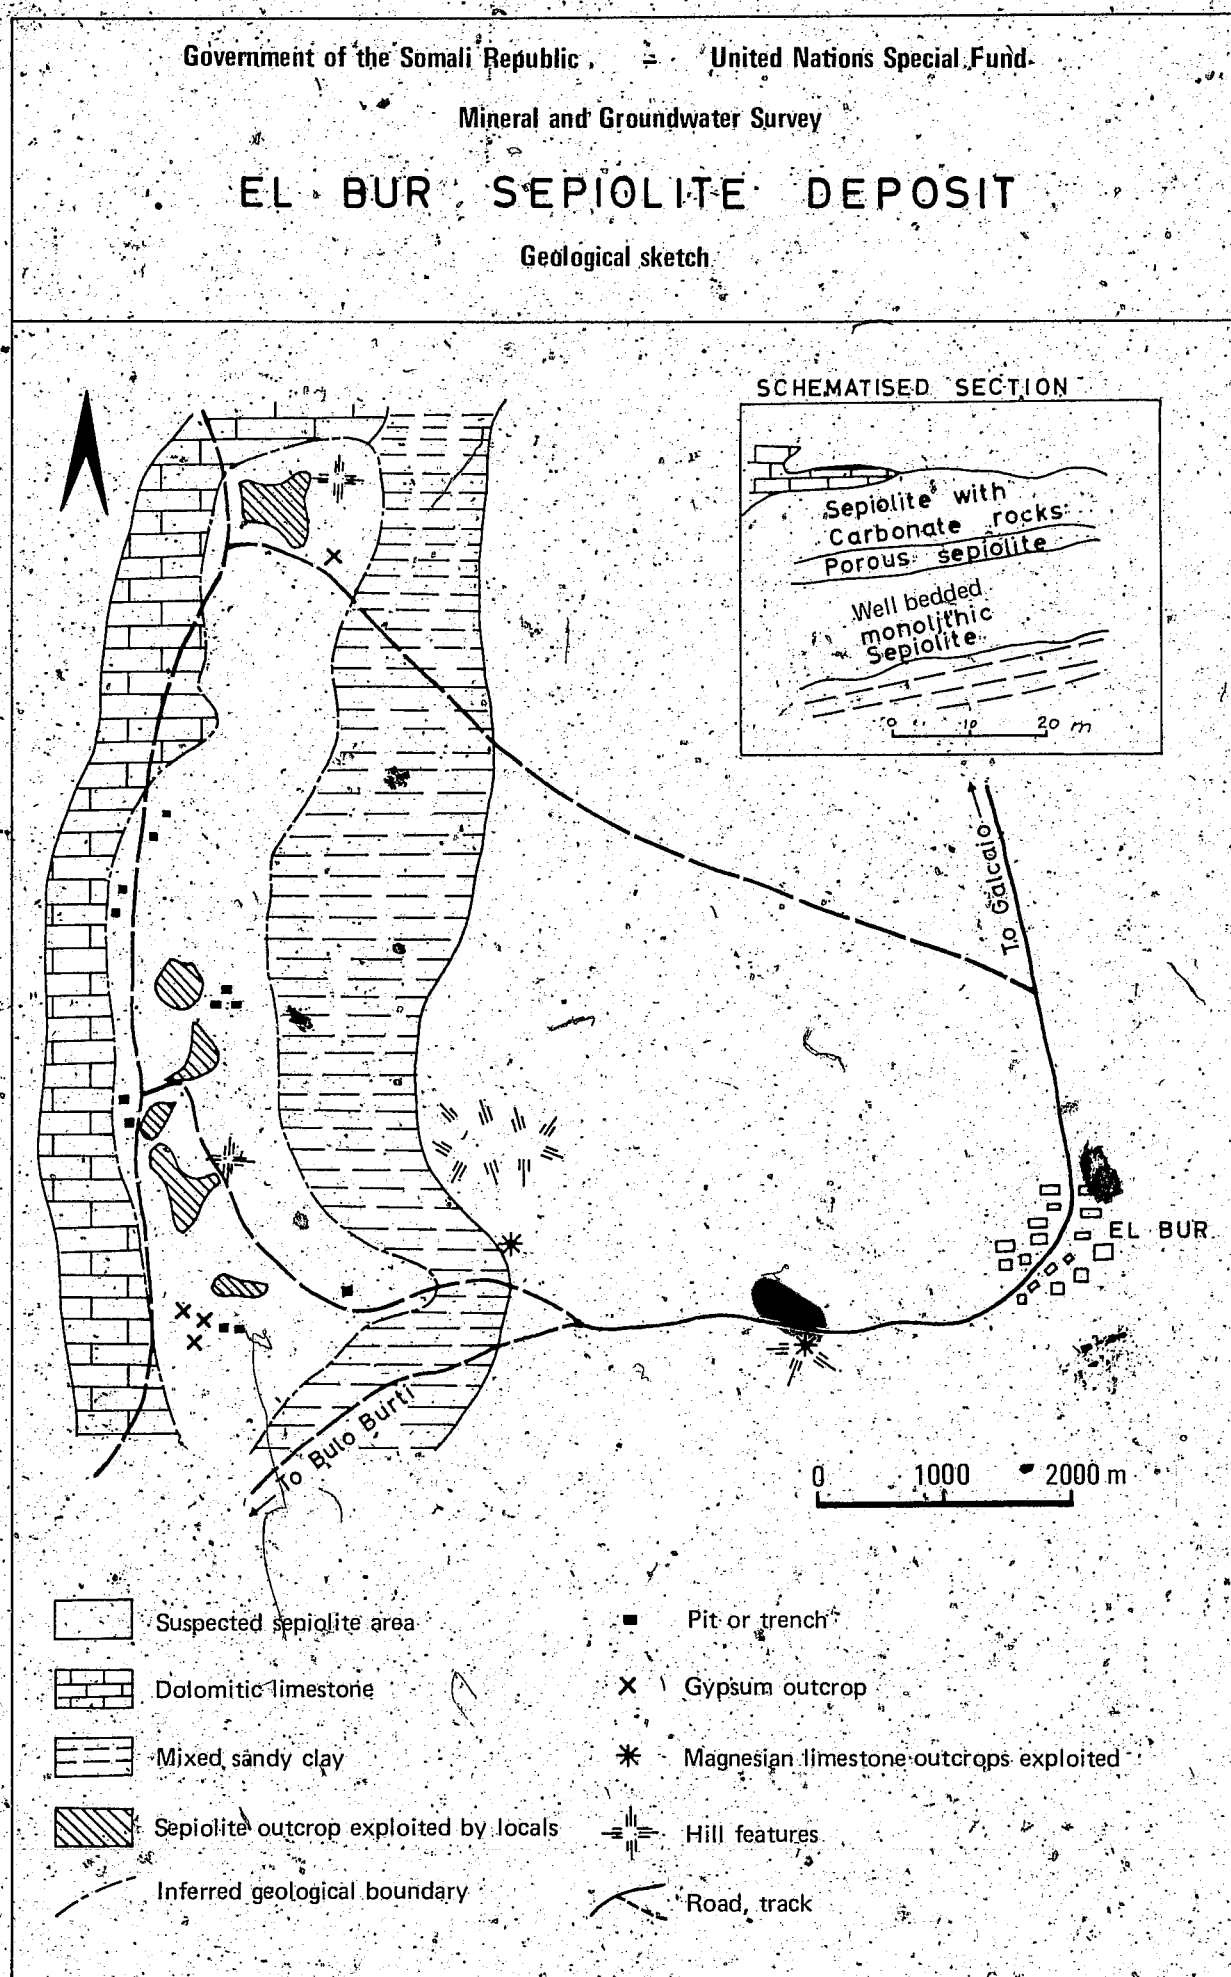 Government of the Somali Republic - United Nations Special Fund
Mineral and Groundwater Survey
EL BUR SEPIOLITE DEPOSIT
Geological sketch
SCHEMATISED SECTION
Sepiolite with
Carbonate rocks
Porous sepiolite
Well bedded
monolithic
Sepiolite
0 10 20 m
To Galcaio
EL BUR
To Bulo Burti
0 1000 2000 m
Suspected sepiolite area
Dolomitic limestone
Mixed sandy clay
Sepiolite outcrop exploited by locals
Inferred geological boundary
Pit or trench
Gypsum outcrop
Magnesian limestone outcrops exploited
Hill features
Road, track